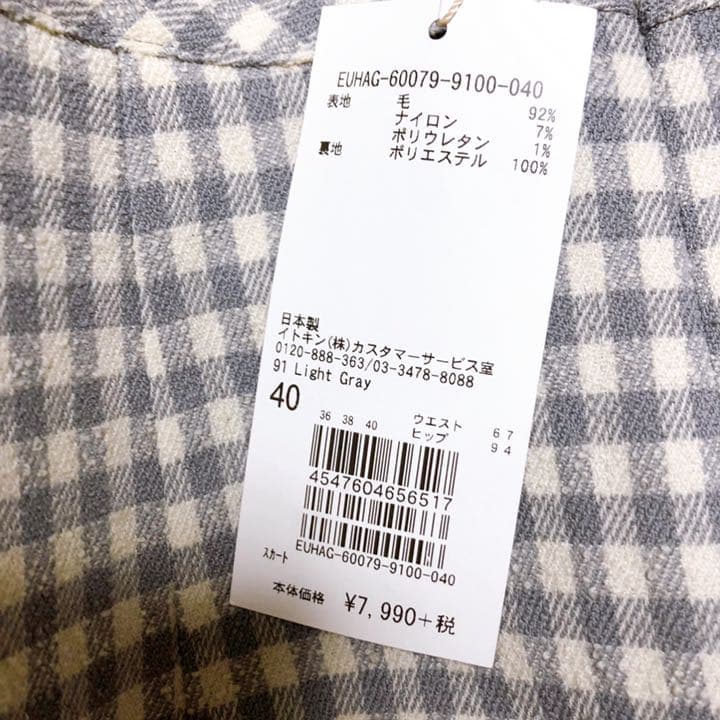 EUHAG-60079-9100-040
表地 毛 92%
ナイロン 7%
ポリウレタン 1%
裏地 ポリエステル 100%
日本製
イトキン(株)カスタマーサービス室
0120-888-363/03-3478-8088
91 Light Gray
40
36 38 40 ウエスト 67
ヒップ 94
4547604656517
EUHAG-60079-9100-040
スカート
本体価格 ¥7,990+税